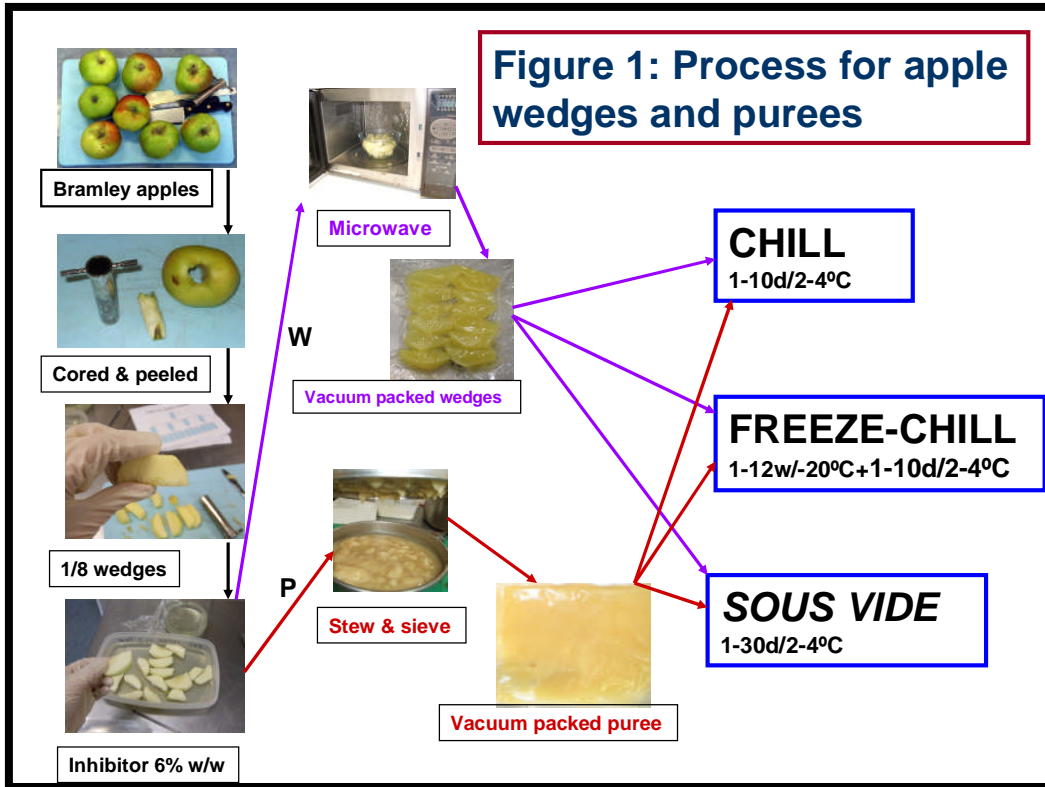 Figure 1: Process for apple
wedges and purees
Bramley apples
Cored & peeled
1/8 wedges
Inhibitor 6% w/w
W
P
Microwave
Vacuum packed wedges
Stew & sieve
Vacuum packed puree
CHILL
1-10d/2-4ºC
FREEZE-CHILL
1-12w/-20ºC+1-10d/2-4ºC
SOUS VIDE
1-30d/2-4ºC